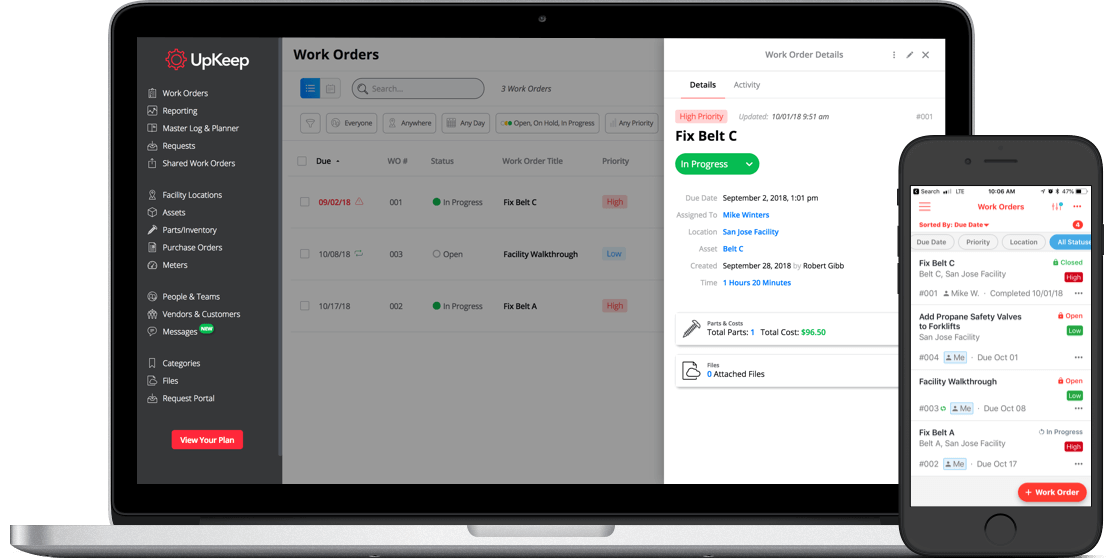 UpKeep
Work Orders
Reporting
Master Log & Planner
Requests
Shared Work Orders
Facility Locations
Assets
Parts/Inventory
Purchase Orders
Meters
People & Teams
Vendors & Customers
Messages NEW
Categories
Files
Request Portal
View Your Plan
Work Orders
Search...
3 Work Orders
Everyone
Anywhere
Any Day
Open, On Hold, In Progress
Any Priority
Due WO # Status Work Order Title Priority
09/02/18 001 In Progress Fix Belt C High
10/08/18 003 Open Facility Walkthrough Low
10/17/18 002 In Progress Fix Belt A High
Work Order Details
Details Activity
High Priority Updated: 10/01/18 9:51 am #001
Fix Belt C
In Progress
Due Date September 2, 2018, 1:01 pm
Assigned To Mike Winters
Location San Jose Facility
Asset Belt C
Created September 28, 2018 by Robert Gibb
Time 1 Hours 20 Minutes
Parts & Costs
Total Parts: 1 Total Cost: $96.50
Files
0 Attached Files
Search LTE 10:06 AM 47%
Work Orders
Sorted By: Due Date 4
Due Date Priority Location All Statuse
Fix Belt C Closed
Belt C, San Jose Facility High
#001 Mike W. · Completed 10/01/18
Add Propane Safety Valves Open
to Forklifts Low
San Jose Facility
#004 Me · Due Oct 01
Facility Walkthrough Open
Low
#003 Me · Due Oct 08
Fix Belt A In Progress
Belt A, San Jose Facility High
#002 Me · Due Oct 17
+ Work Order